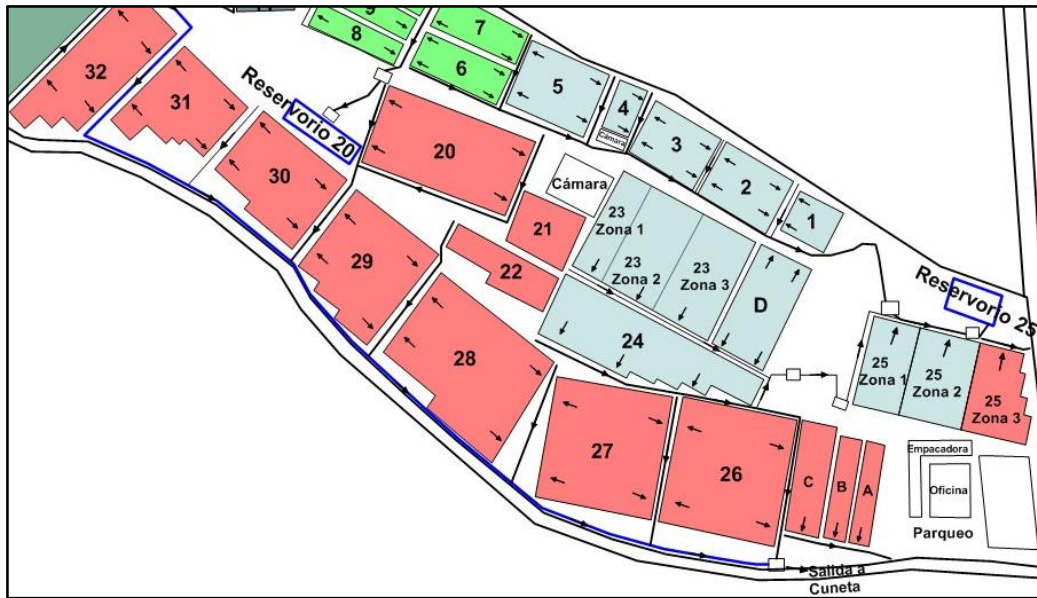 9
8
7
6
5
4
Cámara
3
2
1
32
31
Reservorio 20
30
20
Cámara
21
23
Zona 1
23
Zona 2
23
Zona 3
D
29
22
24
Reservorio 25
25
Zona 1
25
Zona 2
25
Zona 3
28
27
26
C
B
A
Empacadora
Oficina
Parqueo
Salida a
Cuneta